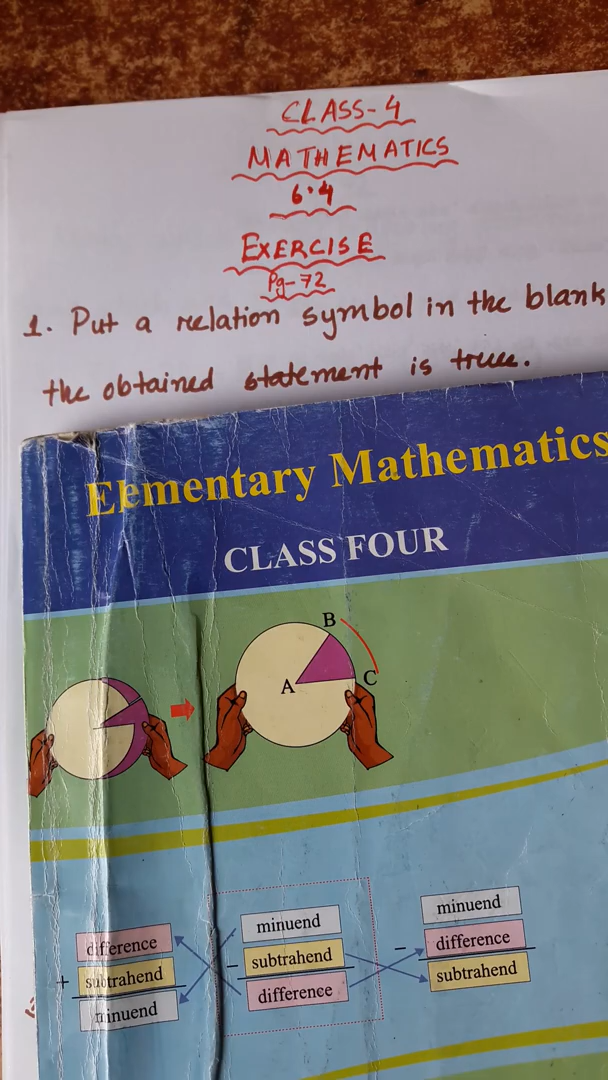 CLASS-4
MATHEMATICS
6.4
EXERCISE
Pg-72
1. Put a relation symbol in the blank
the obtained statement is true.
Elementary Mathematics
CLASS FOUR
B
A
C
minuend
difference
subtrahend
minuend
subtrahend
difference
difference
subtrahend
minuend